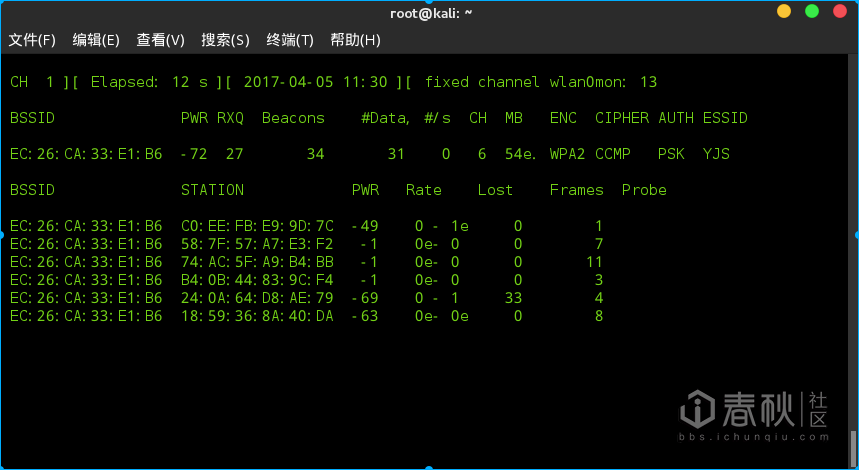 root@kali: ~
文件(F) 编辑(E) 查看(V) 搜索(S) 终端(T) 帮助(H)
CH 1 ][ Elapsed: 12 s ][ 2017-04-05 11:30 ][ fixed channel wlan0mon: 13
BSSID PWR RXQ Beacons #Data, #/s CH MB ENC CIPHER AUTH ESSID
EC:26:CA:33:E1:B6 -72 27 34 31 0 6 54e. WPA2 CCMP PSK YJS
BSSID STATION PWR Rate Lost Frames Probe
EC:26:CA:33:E1:B6 C0:EE:FB:E9:9D:7C -49 0 - 1e 0 1
EC:26:CA:33:E1:B6 58:7F:57:A7:E3:F2 -1 0e- 0 0 7
EC:26:CA:33:E1:B6 74:AC:5F:A9:B4:BB -1 0e- 0 0 11
EC:26:CA:33:E1:B6 B4:0B:44:83:9C:F4 -1 0e- 0 0 3
EC:26:CA:33:E1:B6 24:0A:64:D8:AE:79 -69 0 - 1 33 4
EC:26:CA:33:E1:B6 18:59:36:8A:40:DA -63 0e- 0e 0 8
春秋 社区
bbs.ichunqiu.com